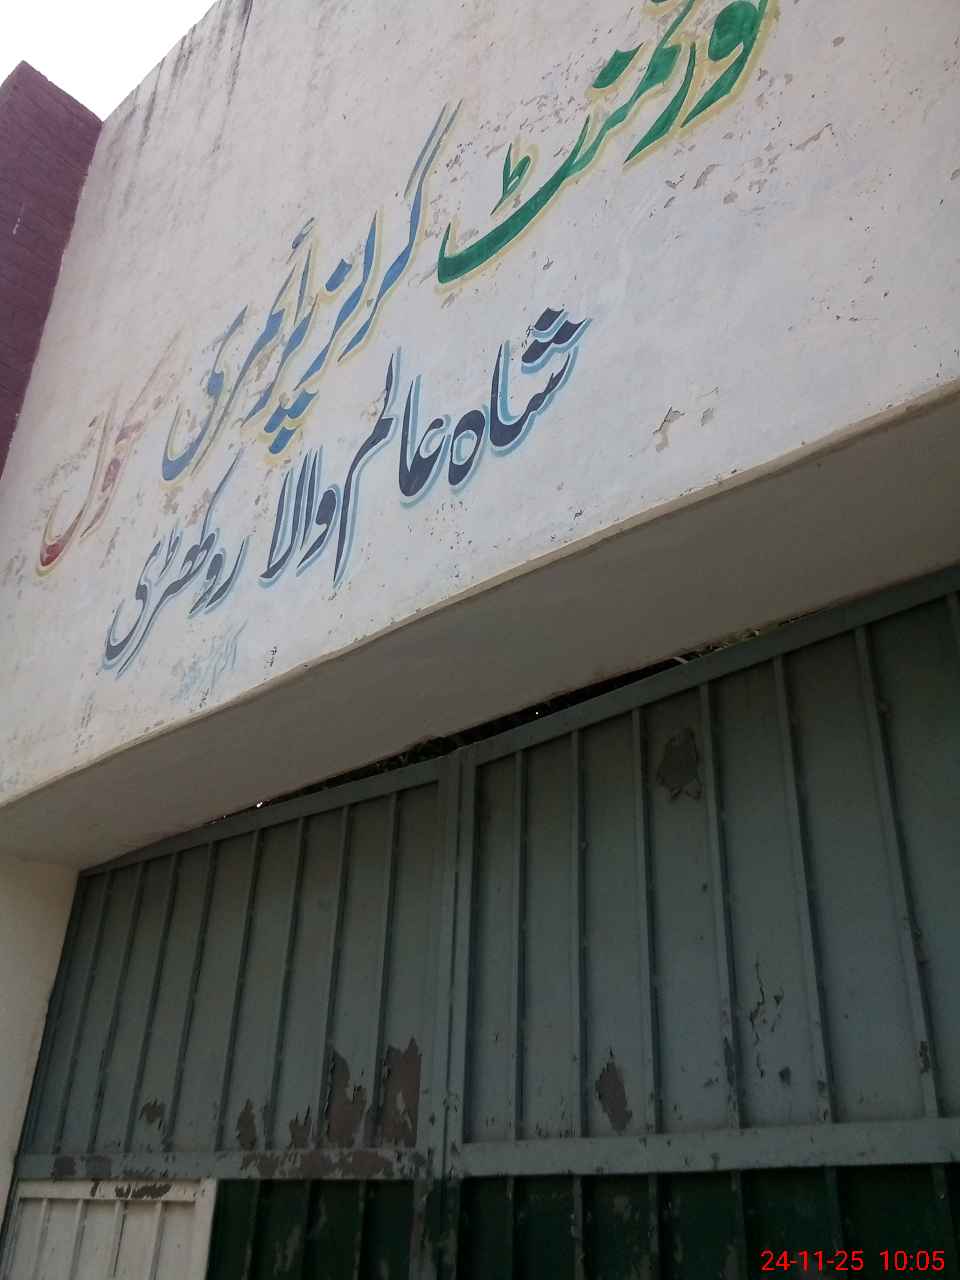 ورنمنٹ گرلز پرائمری سکول
شاہ عالم والا روکھڑی
24-11-25 10:05